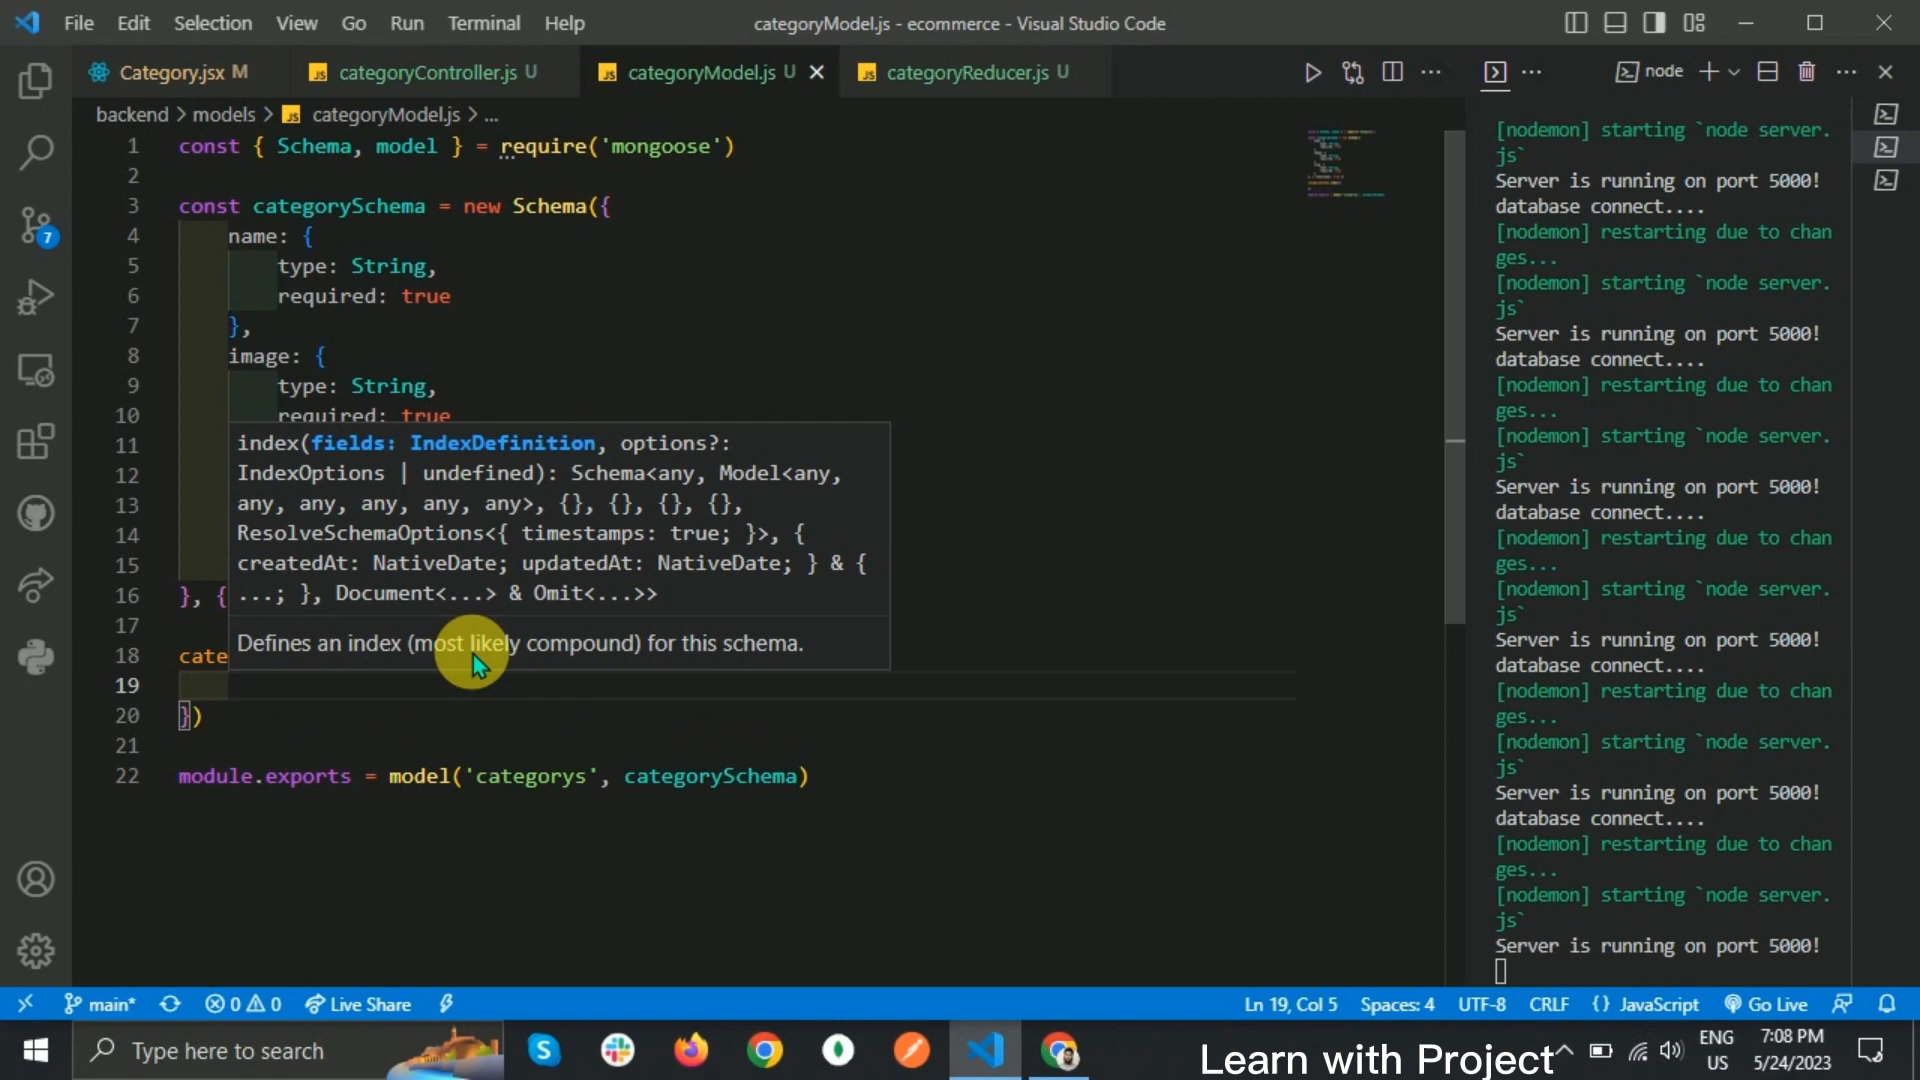 File Edit Selection View Go Run Terminal Help
categoryModel.js - ecommerce - Visual Studio Code
Category.jsx M
categoryController.js U
categoryModel.js U
categoryReducer.js U
node
backend > models > categoryModel.js > ...
1 const { Schema, model } = require('mongoose')
2
3 const categorySchema = new Schema({
4 name: {
5 type: String,
6 required: true
7 },
8 image: {
9 type: String,
10 required: true
11
12
13
14
15
16 }, {
17
18 cate
19
20 })
21
22 module.exports = model('categorys', categorySchema)
index(fields: IndexDefinition, options?:
IndexOptions | undefined): Schema<any, Model<any,
any, any, any, any, any>, {}, {}, {}, {},
ResolveSchemaOptions<{ timestamps: true; }>, {
createdAt: NativeDate; updatedAt: NativeDate; } & {
...; }, Document<...> & Omit<...>>
Defines an index (most likely compound) for this schema.
[nodemon] starting `node server.
js`
Server is running on port 5000!
database connect....
[nodemon] restarting due to chan
ges...
[nodemon] starting `node server.
js`
Server is running on port 5000!
database connect....
[nodemon] restarting due to chan
ges...
[nodemon] starting `node server.
js`
Server is running on port 5000!
database connect....
[nodemon] restarting due to chan
ges...
[nodemon] starting `node server.
js`
Server is running on port 5000!
database connect....
[nodemon] restarting due to chan
ges...
[nodemon] starting `node server.
js`
Server is running on port 5000!
database connect....
[nodemon] restarting due to chan
ges...
[nodemon] starting `node server.
js`
Server is running on port 5000!
7
main* 0 0 Live Share
Ln 19, Col 5 Spaces: 4 UTF-8 CRLF {} JavaScript Go Live
Type here to search
Learn with Project
ENG
US
7:08 PM
5/24/2023